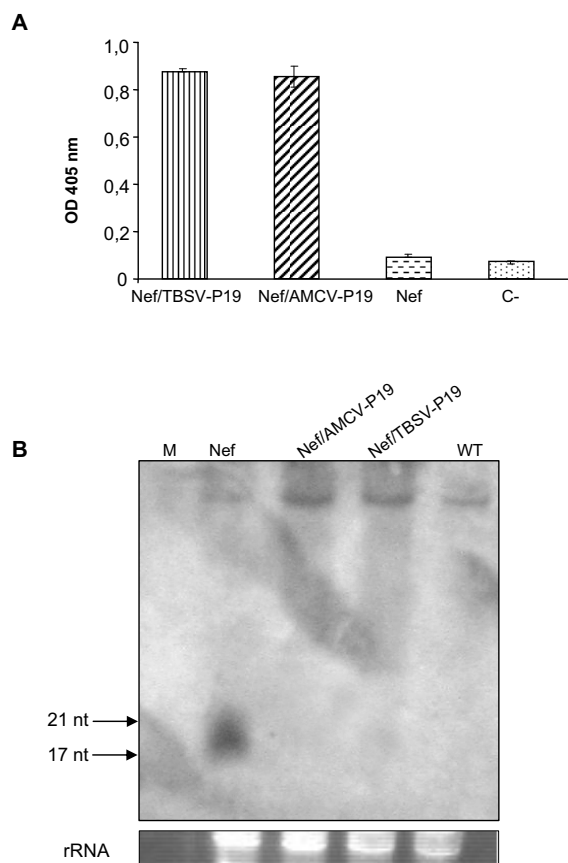 A
1,0
0,8
0,6
0,4
0,2
0
OD 405 nm
Nef/TBSV-P19 Nef/AMCV-P19 Nef C-
B
M Nef Nef/AMCV-P19 Nef/TBSV-P19 WT
21 nt
17 nt
rRNA